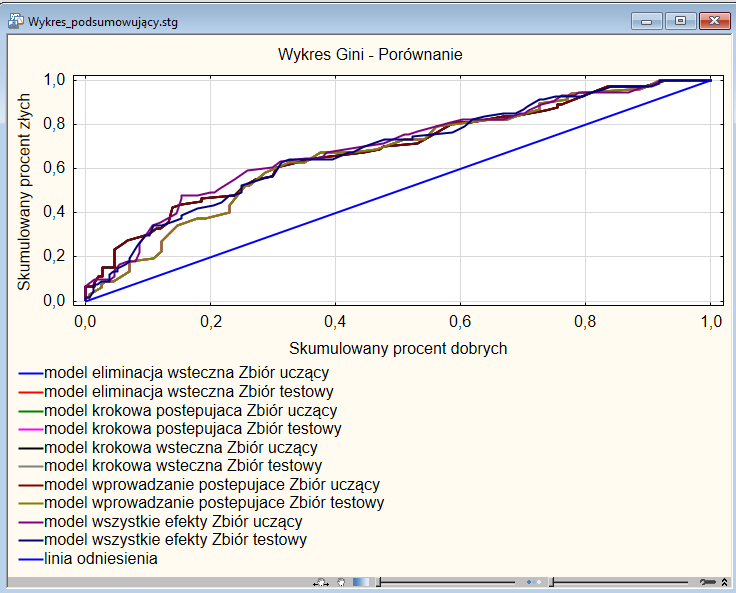 Wykres_podsumowujący.stg
Wykres Gini - Porównanie
1,0
0,8
0,6
0,4
0,2
0,0
Skumulowany procent złych
0,0 0,2 0,4 0,6 0,8 1,0
Skumulowany procent dobrych
model eliminacja wsteczna Zbiór uczący
model eliminacja wsteczna Zbiór testowy
model krokowa postepujaca Zbiór uczący
model krokowa postepujaca Zbiór testowy
model krokowa wsteczna Zbiór uczący
model krokowa wsteczna Zbiór testowy
model wprowadzanie postepujace Zbiór uczący
model wprowadzanie postepujace Zbiór testowy
model wszystkie efekty Zbiór uczący
model wszystkie efekty Zbiór testowy
linia odniesienia